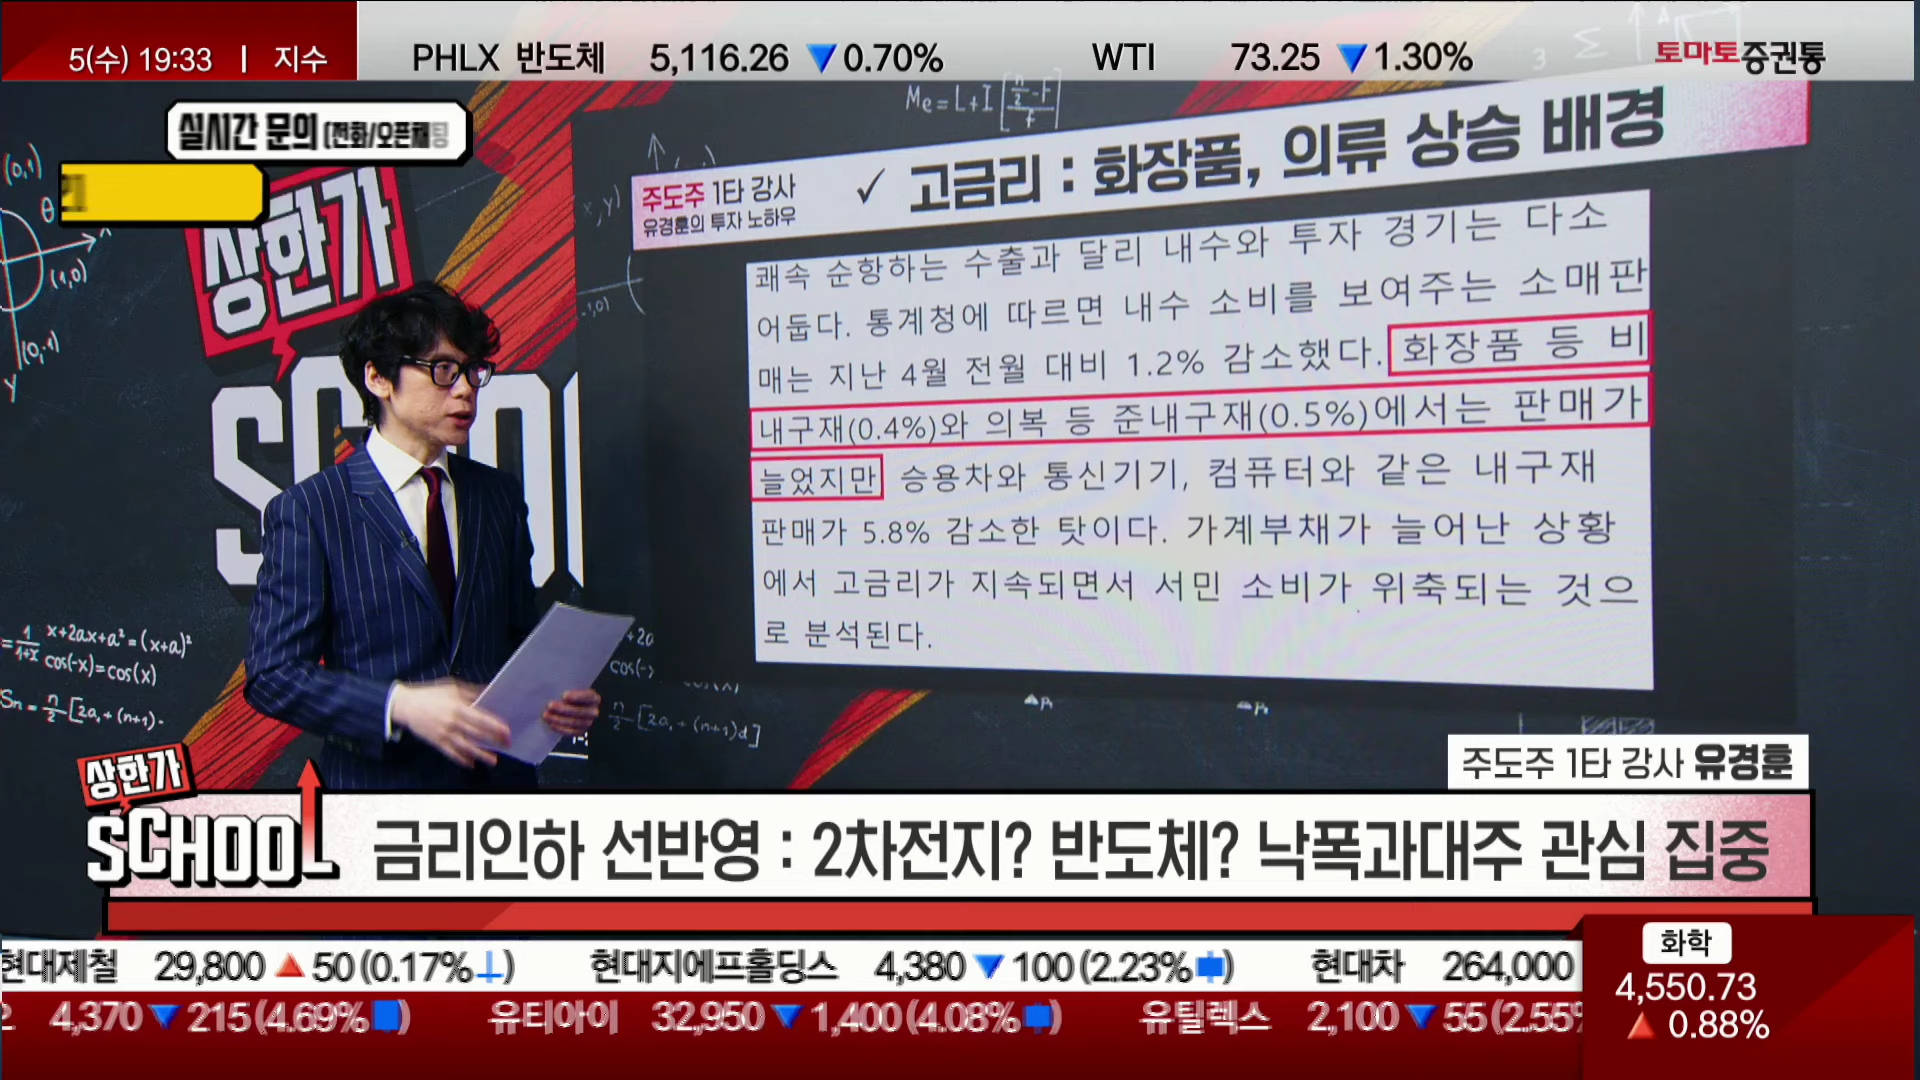 5(수) 19:33 | 지수
PHLX 반도체 5,116.26 ▼0.70%
WTI 73.25 ▼1.30%
토마토증권통
실시간 문의 (전화/오픈채팅
Me=L+I[(n/2-F)/f]
고금리 : 화장품, 의류 상승 배경
주도주 1타 강사
유경훈의 투자 노하우
쾌속 순항하는 수출과 달리 내수와 투자 경기는 다소
어둡다. 통계청에 따르면 내수 소비를 보여주는 소매판
매는 지난 4월 전월 대비 1.2% 감소했다. 화장품 등 비
내구재(0.4%)와 의복 등 준내구재(0.5%)에서는 판매가
늘었지만 승용차와 통신기기, 컴퓨터와 같은 내구재
판매가 5.8% 감소한 탓이다. 가계부채가 늘어난 상황
에서 고금리가 지속되면서 서민 소비가 위축되는 것으
로 분석된다.
(0,1)
θ
(1,0)
(0,-1)
y
상한가
SCHOOL
x+2ax+a²=(x+a)²
cos(-x)=cos(x)
주도주 1타 강사 유경훈
상한가
SCHOOL
금리인하 선반영 : 2차전지? 반도체? 낙폭과대주 관심 집중
현대제철 29,800 ▲50(0.17%) 현대지에프홀딩스 4,380 ▼100(2.23%) 현대차 264,000
4,370 ▼215(4.69%) 유티아이 32,950 ▼1,400(4.08%) 유틸렉스 2,100 ▼55(2.55%
화학
4,550.73
▲0.88%